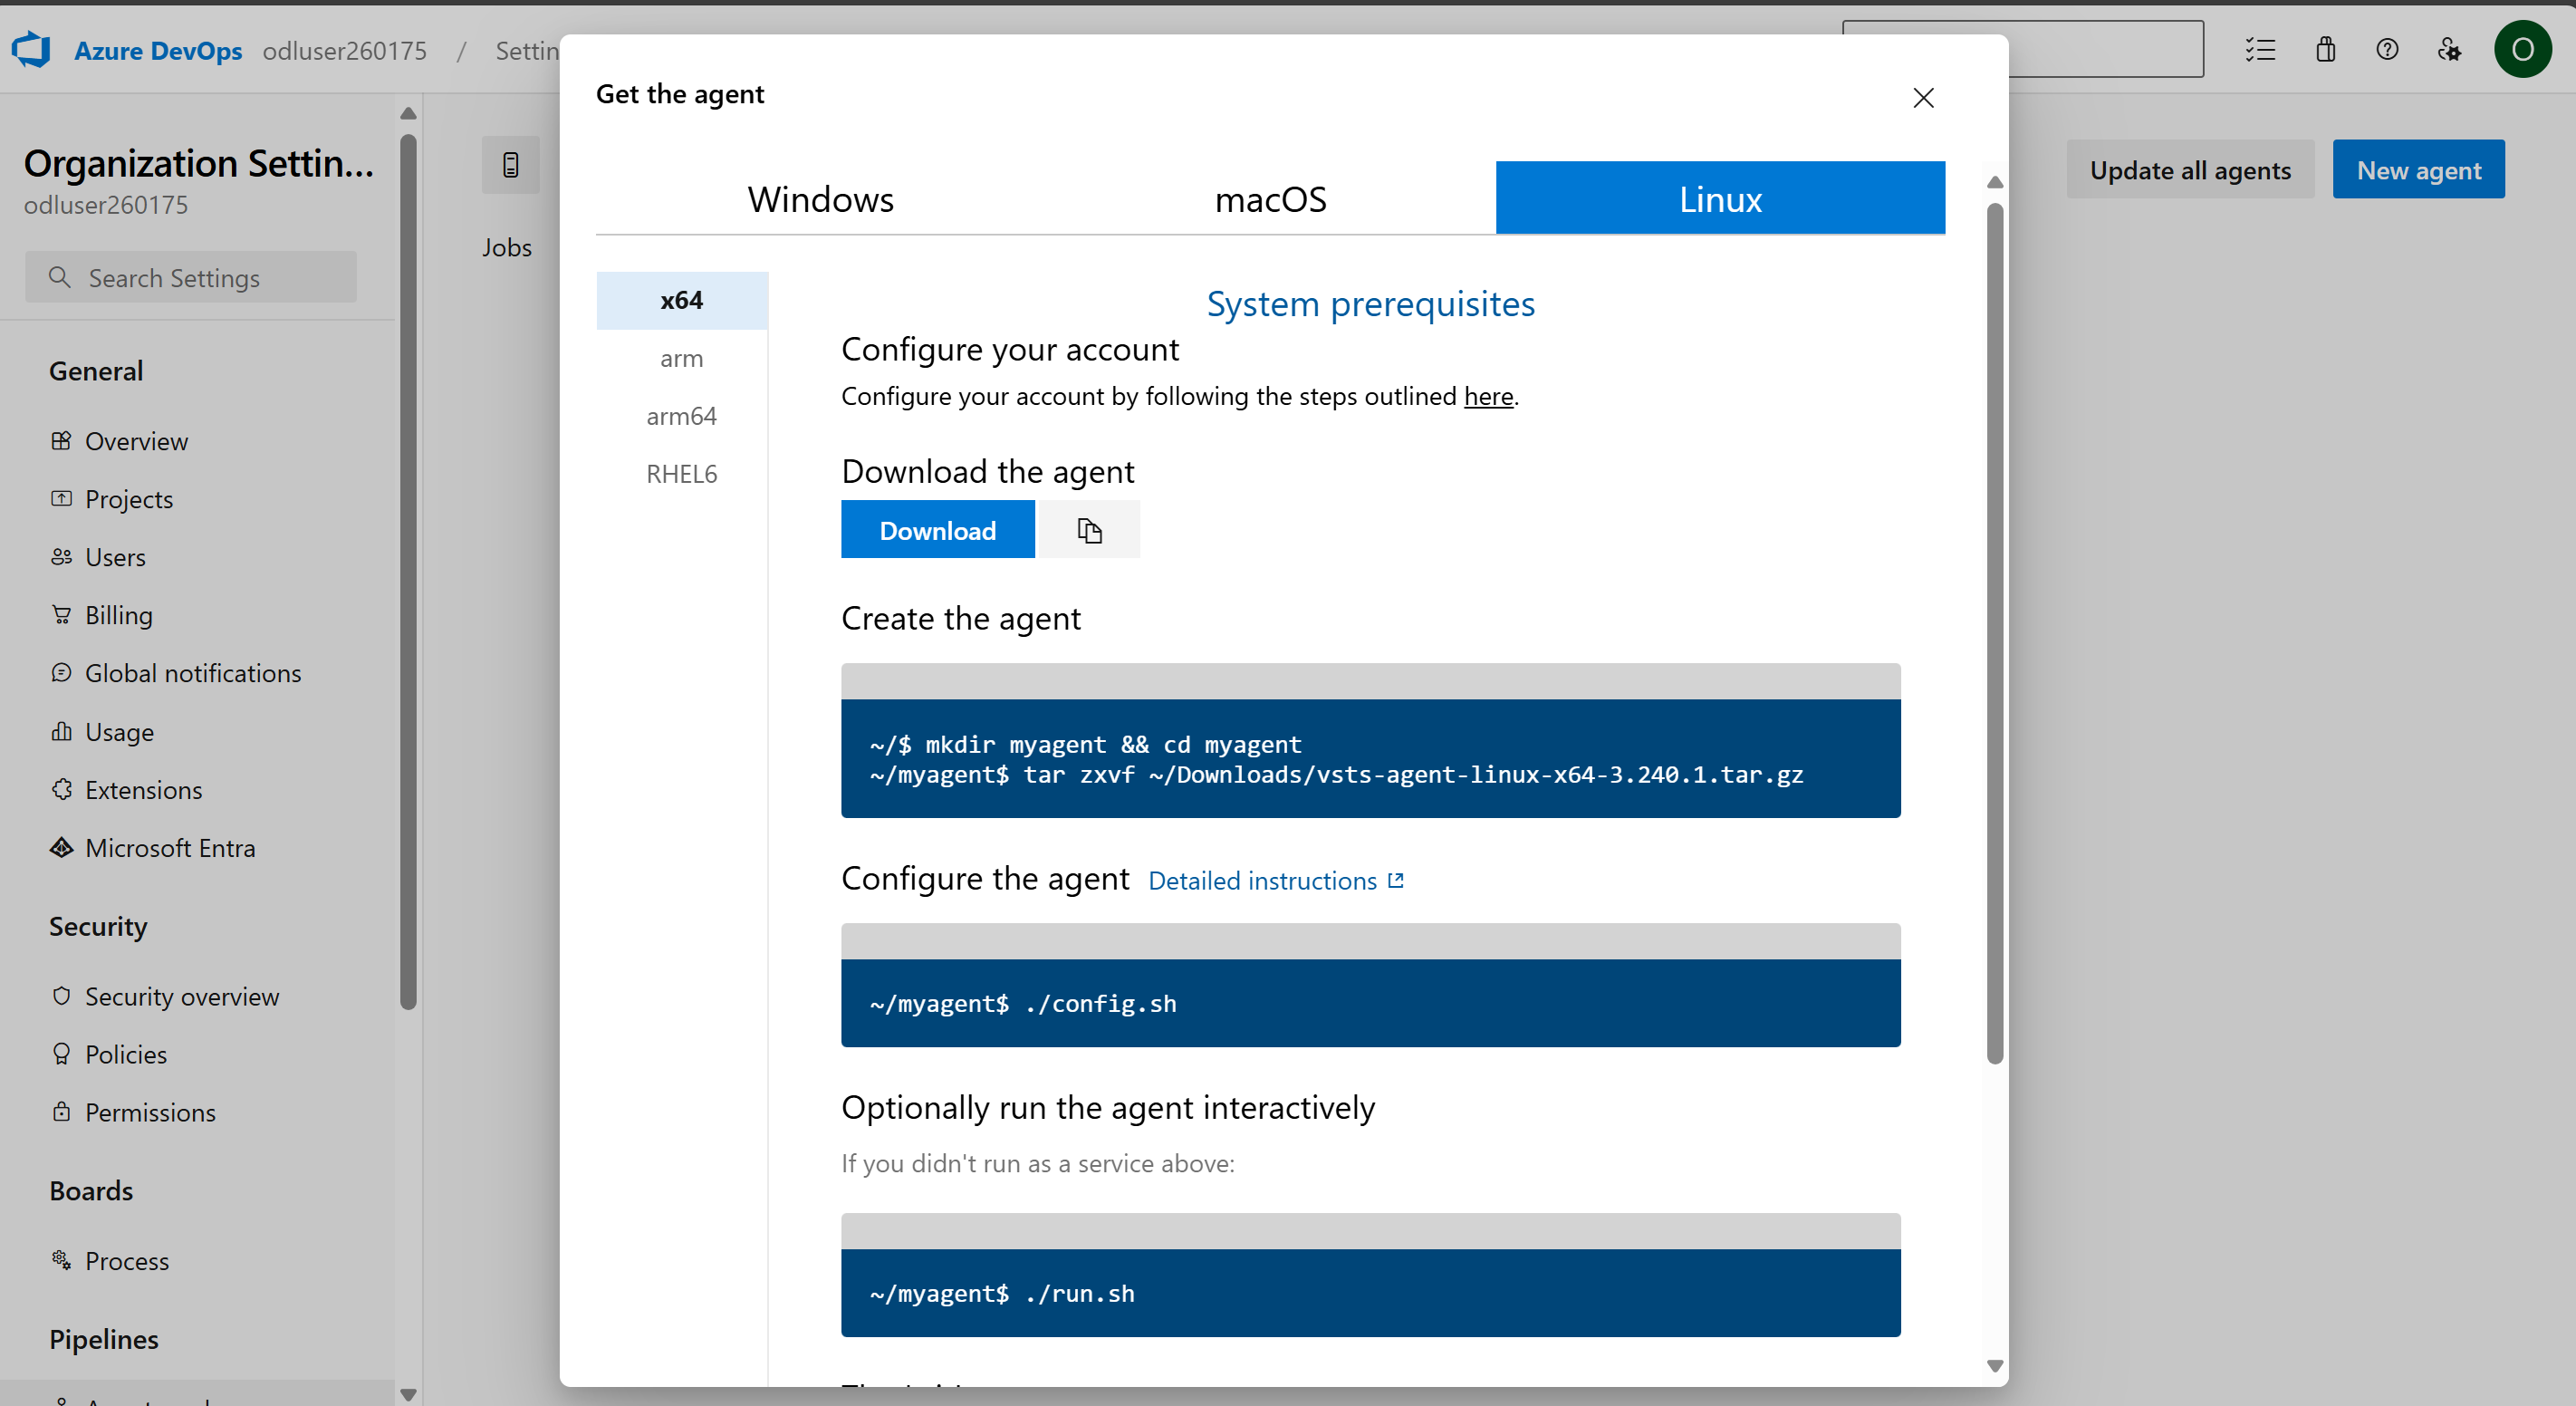 Azure DevOps odluser260175 / Settin
O
Get the agent
Organization Settin...
odluser260175
Search Settings
General
Overview
Projects
Users
Billing
Global notifications
Usage
Extensions
Microsoft Entra
Security
Security overview
Policies
Permissions
Boards
Process
Pipelines
Jobs
Update all agents
New agent
Windows
macOS
Linux
x64
arm
arm64
RHEL6
System prerequisites
Configure your account
Configure your account by following the steps outlined here.
Download the agent
Download
Create the agent
~/$ mkdir myagent && cd myagent
~/myagent$ tar zxvf ~/Downloads/vsts-agent-linux-x64-3.240.1.tar.gz
Configure the agent Detailed instructions
~/myagent$ ./config.sh
Optionally run the agent interactively
If you didn't run as a service above:
~/myagent$ ./run.sh